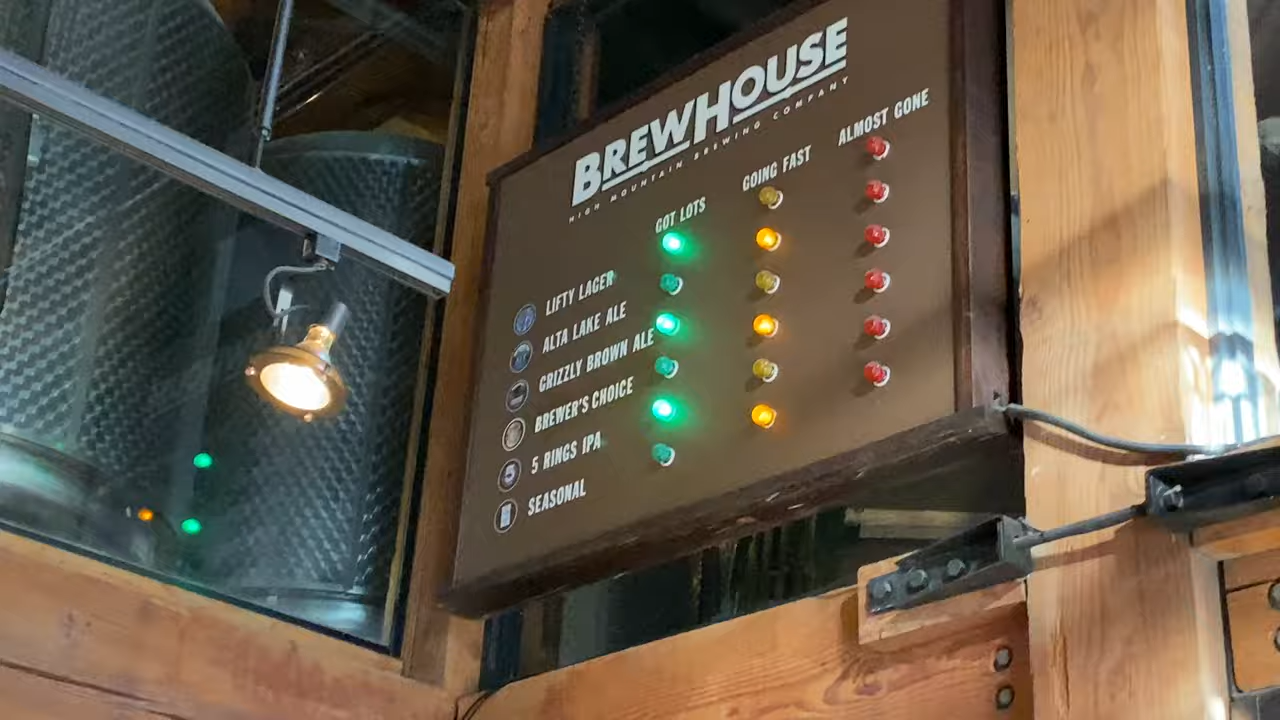 BREWHOUSE
HIGH MOUNTAIN BREWING COMPANY
GOT LOTS
GOING FAST
ALMOST GONE
LIFTY LAGER
ALTA LAKE ALE
GRIZZLY BROWN ALE
BREWER'S CHOICE
5 RINGS IPA
SEASONAL